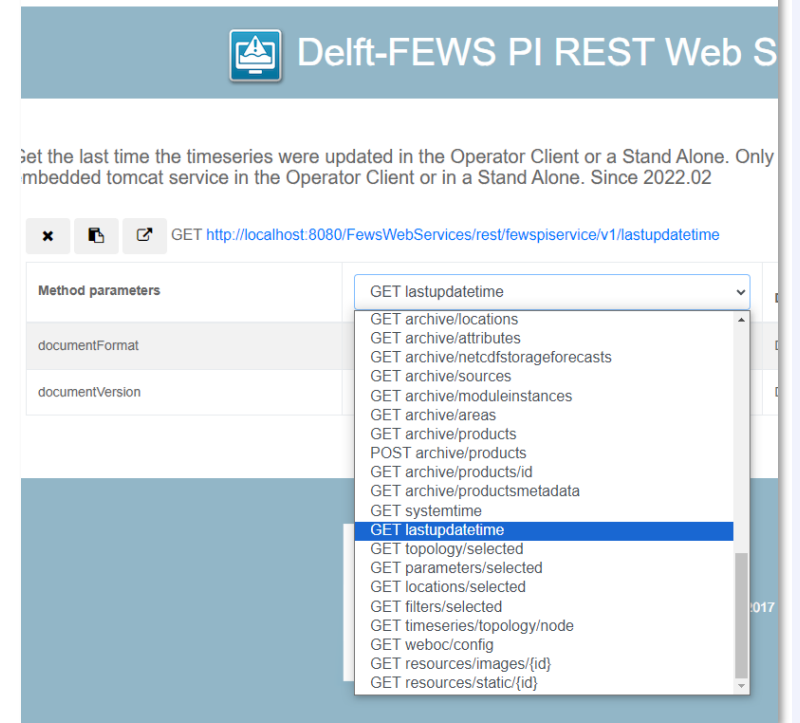 Delft-FEWS PI REST Web S
Get the last time the timeseries were updated in the Operator Client or a Stand Alone. Only
embedded tomcat service in the Operator Client or in a Stand Alone. Since 2022.02
GET http://localhost:8080/FewsWebServices/rest/fewspiservice/v1/lastupdatetime
Method parameters
GET lastupdatetime
documentFormat
documentVersion
GET archive/locations
GET archive/attributes
GET archive/netcdfstorageforecasts
GET archive/sources
GET archive/moduleinstances
GET archive/areas
GET archive/products
POST archive/products
GET archive/products/id
GET archive/productsmetadata
GET systemtime
GET lastupdatetime
GET topology/selected
GET parameters/selected
GET locations/selected
GET filters/selected
GET timeseries/topology/node
GET weboc/config
GET resources/images/{id}
GET resources/static/{id}
2017